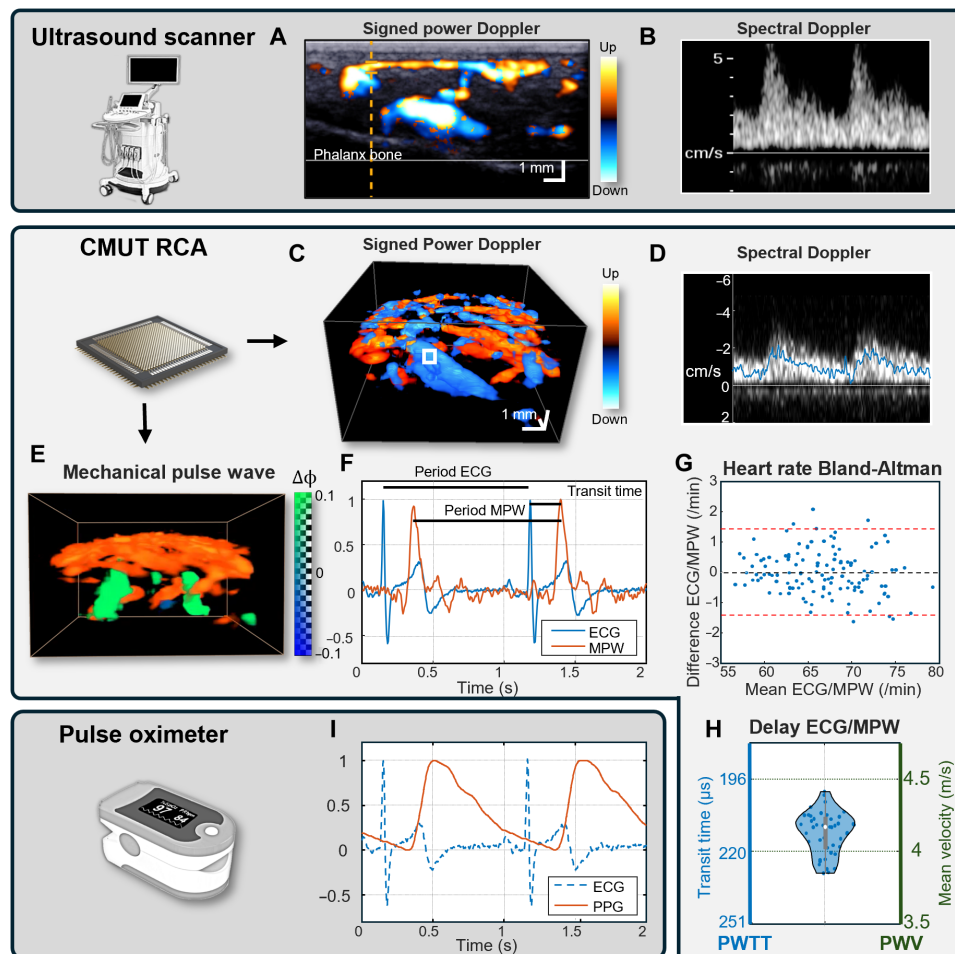 Ultrasound scanner
A
Signed power Doppler
Phalanx bone
1 mm
Up
Down
B
Spectral Doppler
5
cm/s
CMUT RCA
C
Signed Power Doppler
1 mm
Up
Down
D
Spectral Doppler
−6
−4
−2
cm/s
0
2
E
Mechanical pulse wave
Δϕ
0.1
0
−0.1
F
Period ECG
Transit time
Period MPW
1
0.5
0
−0.5
ECG
MPW
0 0.5 1 1.5 2
Time (s)
G
Heart rate Bland-Altman
Difference ECG/MPW (/min)
3
2
1
0
−1
−2
−3
55 60 65 70 75 80
Mean ECG/MPW (/min)
Pulse oximeter
97 84
I
1
0.5
0
−0.5
ECG
PPG
0 0.5 1 1.5 2
Time (s)
H
Delay ECG/MPW
Transit time (µs)
196
220
251
PWTT
Mean velocity (m/s)
4.5
4
3.5
PWV